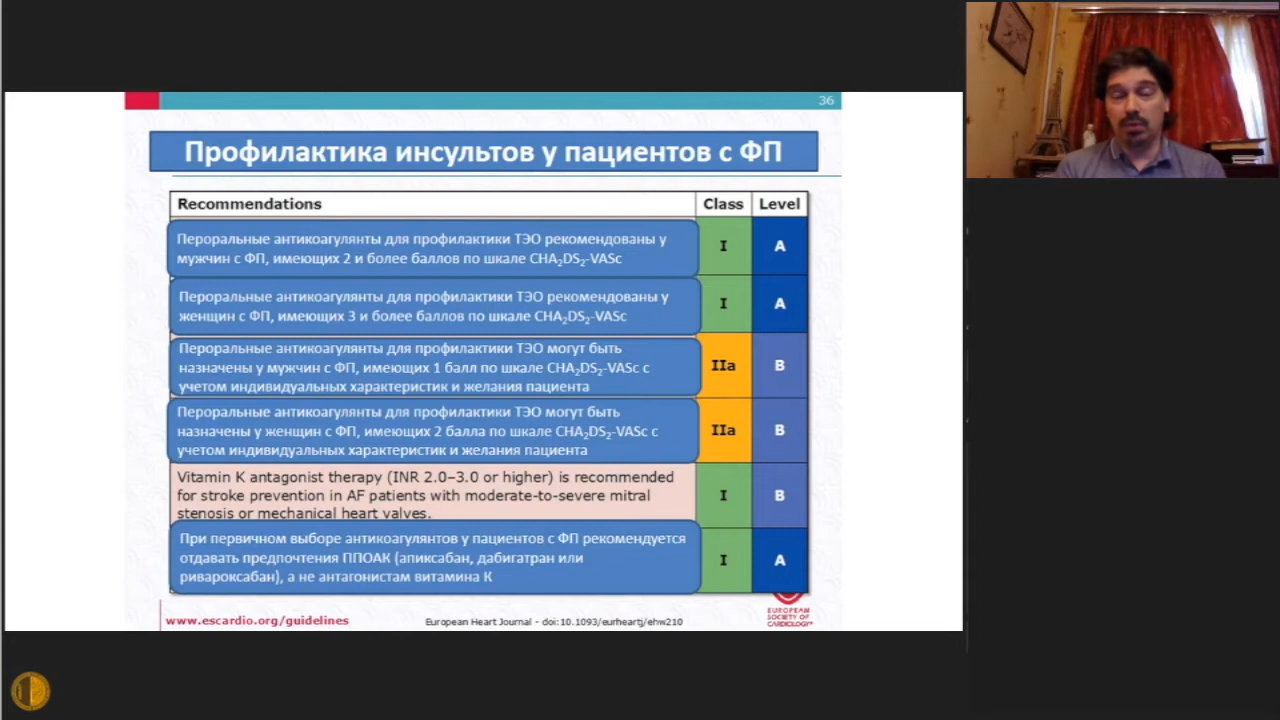 36
Профилактика инсультов у пациентов с ФП
Recommendations Class Level
Пероральные антикоагулянты для профилактики ТЭО рекомендованы у
мужчин с ФП, имеющих 2 и более баллов по шкале CHA₂DS₂-VASc
I A
Пероральные антикоагулянты для профилактики ТЭО рекомендованы у
женщин с ФП, имеющих 3 и более баллов по шкале CHA₂DS₂-VASc
I A
Пероральные антикоагулянты для профилактики ТЭО могут быть
назначены у мужчин с ФП, имеющих 1 балл по шкале CHA₂DS₂-VASc с
учетом индивидуальных характеристик и желания пациента
IIa B
Пероральные антикоагулянты для профилактики ТЭО могут быть
назначены у женщин с ФП, имеющих 2 балла по шкале CHA₂DS₂-VASc с
учетом индивидуальных характеристик и желания пациента
IIa B
Vitamin K antagonist therapy (INR 2.0–3.0 or higher) is recommended
for stroke prevention in AF patients with moderate-to-severe mitral
stenosis or mechanical heart valves.
I B
При первичном выборе антикоагулянтов у пациентов с ФП рекомендуется
отдавать предпочтения ППОАК (апиксабан, дабигатран или
ривароксабан), а не антагонистам витамина К
I A
www.escardio.org/guidelines
European Heart Journal - doi:10.1093/eurheartj/ehw210
EUROPEAN
SOCIETY OF
CARDIOLOGY